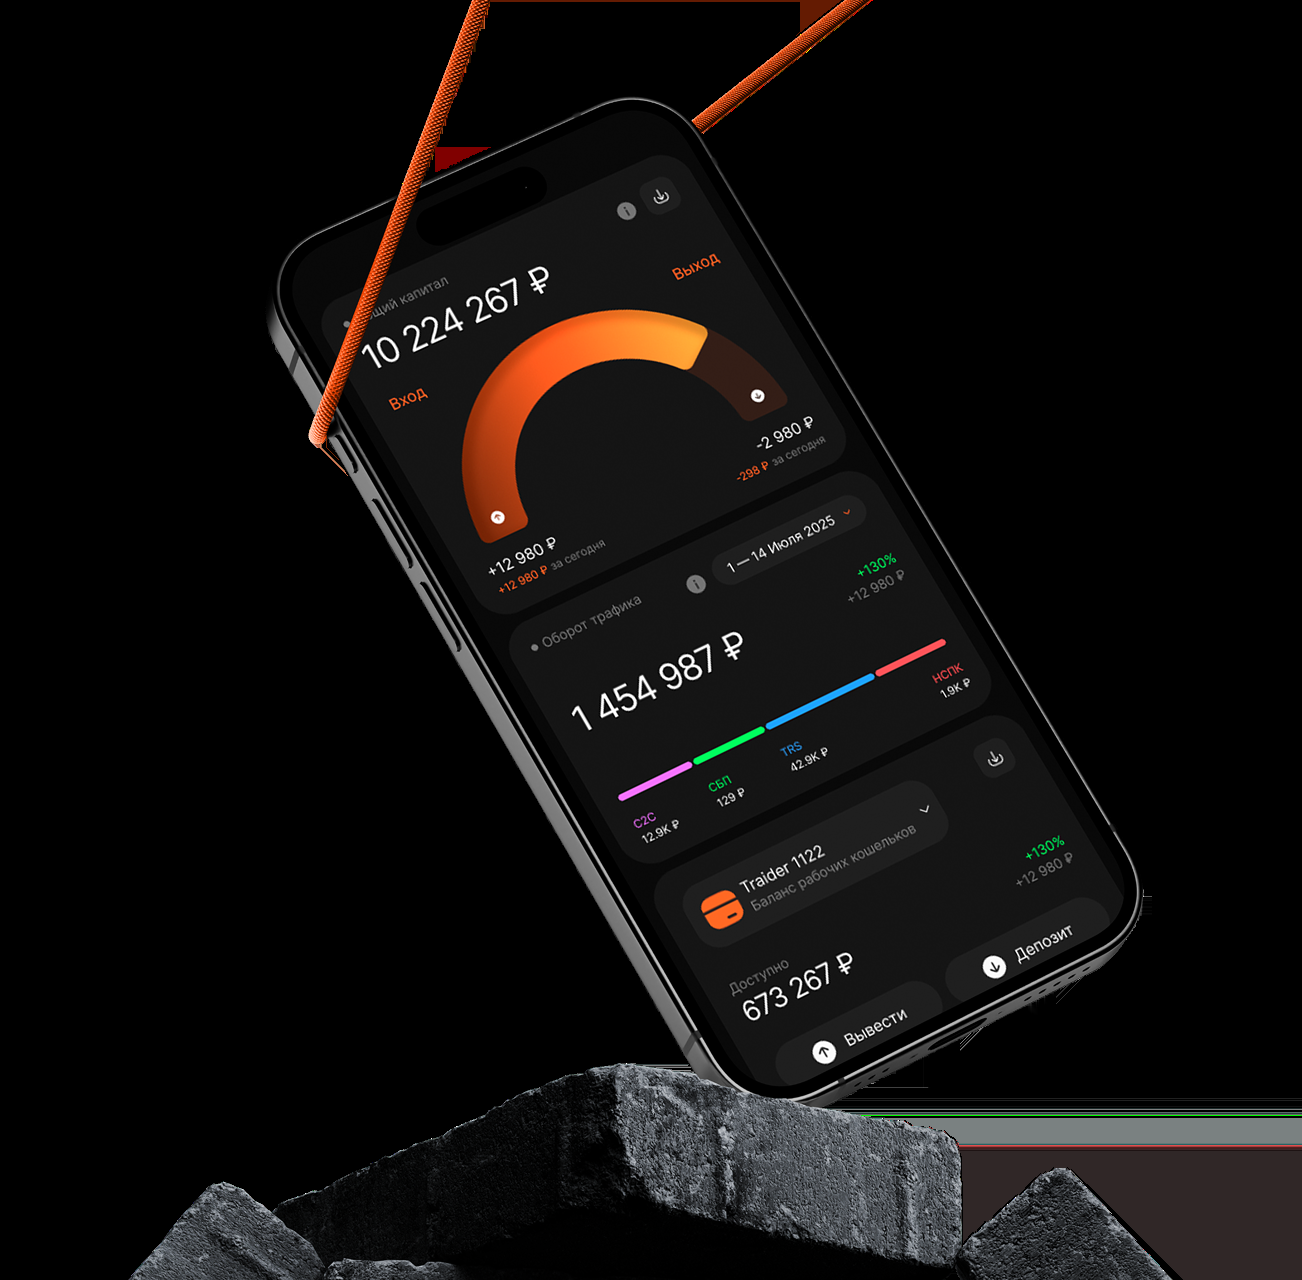 щий капитал
10 224 267 ₽
Вход
Выход
+12 980 ₽
+12 980 ₽ за сегодня
-2 980 ₽
-298 ₽ за сегодня
Оборот трафика
1 — 14 Июля 2025
1 454 987 ₽
+130%
+12 980 ₽
C2C
12.9K ₽
СБП
129 ₽
TRS
42.9K ₽
НСПК
1.9K ₽
Traider 1122
Баланс рабочих кошельков
Доступно
673 267 ₽
+130%
+12 980 ₽
Вывести
Депозит